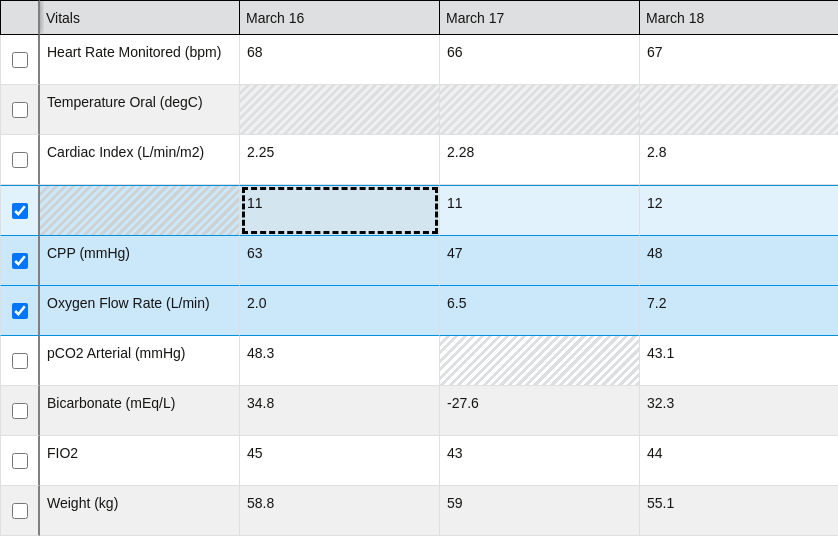 Vitals March 16 March 17 March 18
Heart Rate Monitored (bpm) 68 66 67
Temperature Oral (degC)
Cardiac Index (L/min/m2) 2.25 2.28 2.8
11 11 12
CPP (mmHg) 63 47 48
Oxygen Flow Rate (L/min) 2.0 6.5 7.2
pCO2 Arterial (mmHg) 48.3 43.1
Bicarbonate (mEq/L) 34.8 -27.6 32.3
FIO2 45 43 44
Weight (kg) 58.8 59 55.1